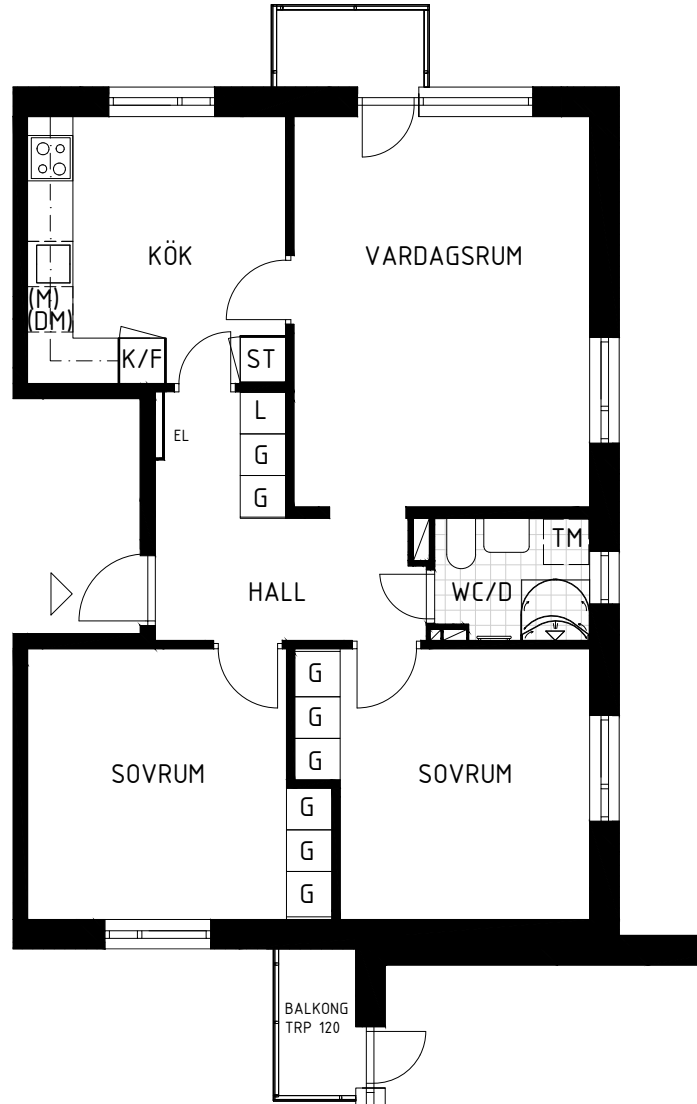 KÖK
VARDAGSRUM
(M)
(DM)
K/F
ST
L
EL
G
G
TM
HALL
WC/D
G
G
G
SOVRUM
SOVRUM
G
G
G
BALKONG
TRP 120